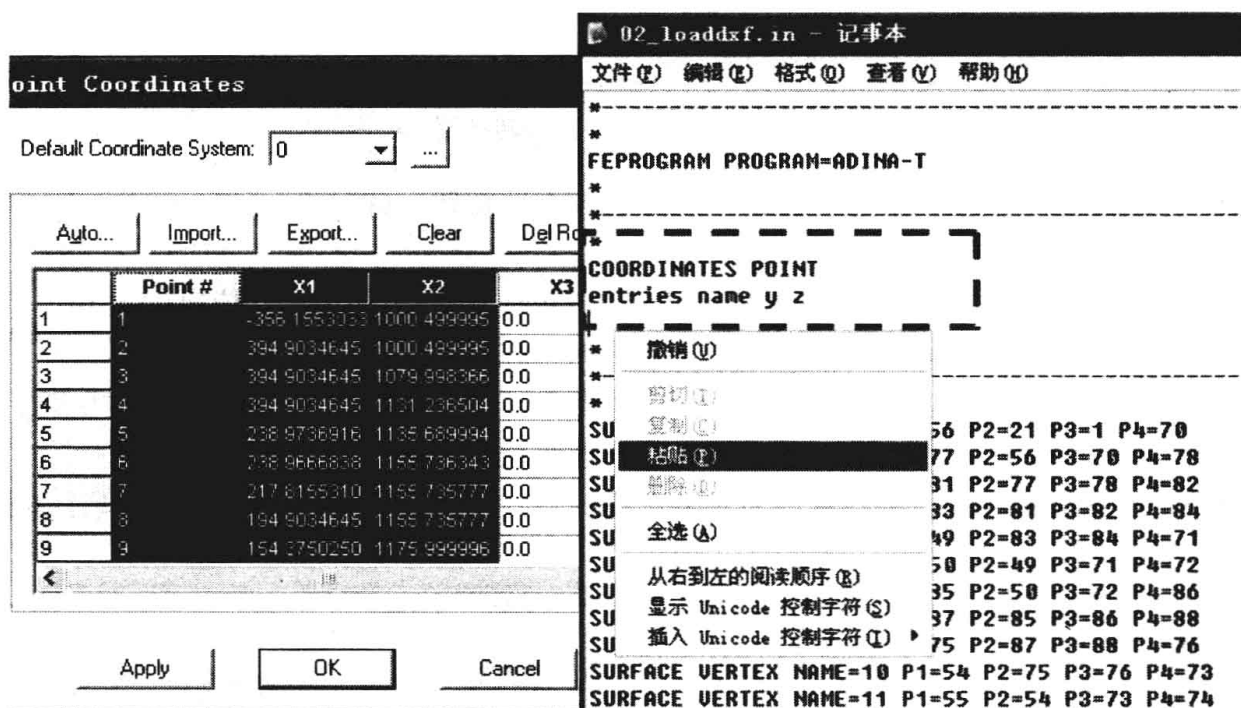 oint Coordinates
Default Coordinate System: 0 ...
Auto... Import... Export... Clear Del Ro
Point # X1 X2 X3
1 1 -356.1553033 1000.499995 0.0
2 2 394.9034645 1000.499995 0.0
3 3 394.9034645 1079.998366 0.0
4 4 394.9034645 1131.236504 0.0
5 5 238.9736916 1135.689994 0.0
6 6 238.9666838 1155.736343 0.0
7 7 217.8155310 1155.735777 0.0
8 8 194.9034645 1155.735777 0.0
9 9 154.3750250 1175.999996 0.0
Apply OK Cancel
02_loaddxf.in - 记事本
文件(F) 编辑(E) 格式(O) 查看(V) 帮助(H)
*----------------------------------------
*
FEPROGRAM PROGRAM=ADINA-T
*
*----------------------------------------
*
COORDINATES POINT
entries name y z
*
*----------------------------------------
*
撤销(U)
剪切(T)
复制(C)
粘贴(P)
删除(D)
全选(A)
从右到左的阅读顺序(R)
显示 Unicode 控制字符(S)
插入 Unicode 控制字符(I)
SU 56 P2=21 P3=1 P4=70
SU 77 P2=56 P3=70 P4=78
SU 81 P2=77 P3=78 P4=82
SU 83 P2=81 P3=82 P4=84
SU 49 P2=83 P3=84 P4=71
SU 50 P2=49 P3=71 P4=72
SU 85 P2=50 P3=72 P4=86
SU 87 P2=85 P3=86 P4=88
SU 75 P2=87 P3=88 P4=76
SURFACE VERTEX NAME=10 P1=54 P2=75 P3=76 P4=73
SURFACE VERTEX NAME=11 P1=55 P2=54 P3=73 P4=74